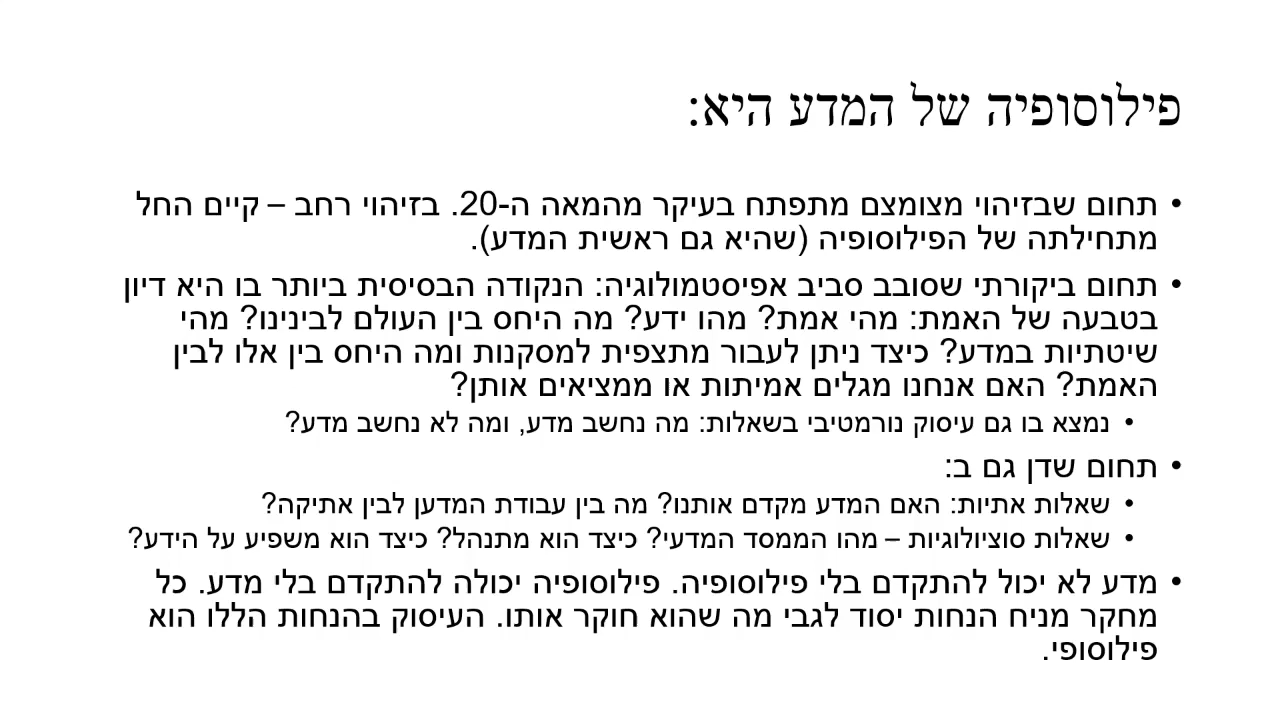 פילוסופיה של המדע היא:
• תחום שבזיהוי מצומצם מתפתח בעיקר מהמאה ה-20. בזיהוי רחב – קיים החל
מתחילתה של הפילוסופיה (שהיא גם ראשית המדע).
• תחום ביקורתי שסובב סביב אפיסטמולוגיה: הנקודה הבסיסית ביותר בו היא דיון
בטבעה של האמת: מהי אמת? מהו ידע? מה היחס בין העולם לבינינו? מהי
שיטתיות במדע? כיצד ניתן לעבור מתצפית למסקנות ומה היחס בין אלו לבין
האמת? האם אנחנו מגלים אמיתות או ממציאים אותן?
• נמצא בו גם עיסוק נורמטיבי בשאלות: מה נחשב מדע, ומה לא נחשב מדע?
• תחום שדן גם ב:
• שאלות אתיות: האם המדע מקדם אותנו? מה בין עבודת המדען לבין אתיקה?
• שאלות סוציולוגיות – מהו הממסד המדעי? כיצד הוא מתנהל? כיצד הוא משפיע על הידע?
• מדע לא יכול להתקדם בלי פילוסופיה. פילוסופיה יכולה להתקדם בלי מדע. כל
מחקר מניח הנחות יסוד לגבי מה שהוא חוקר אותו. העיסוק בהנחות הללו הוא
פילוסופי.